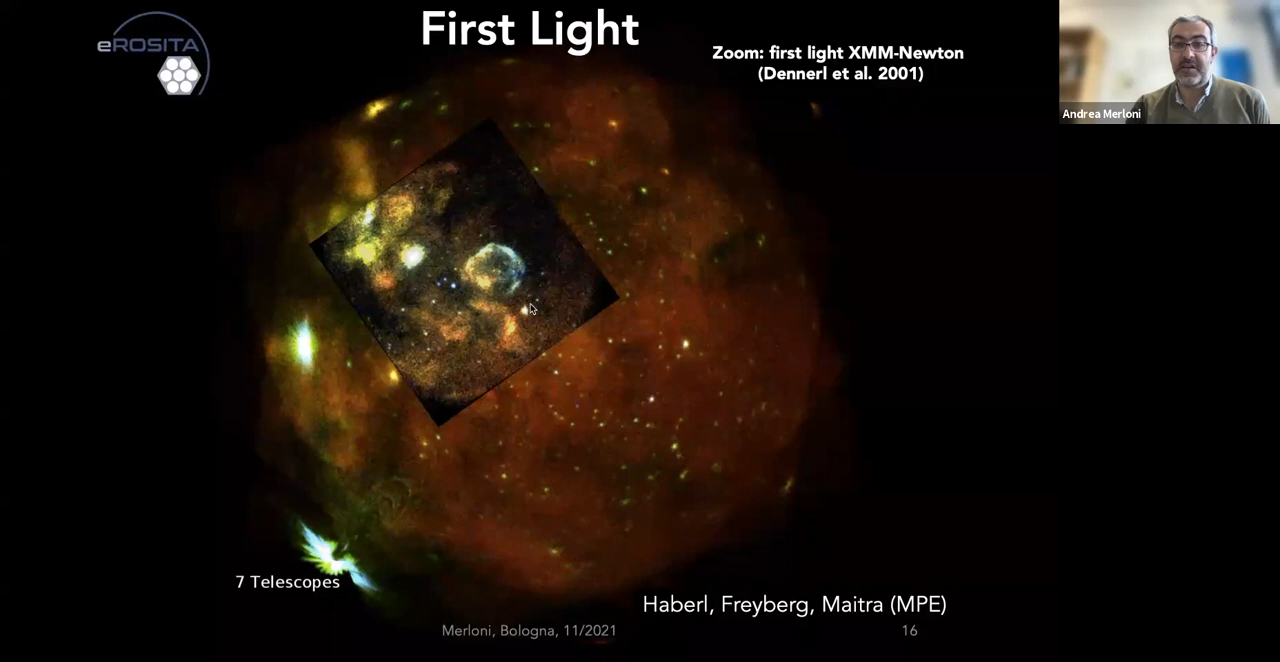 eROSITA
First Light
Zoom: first light XMM-Newton
(Dennerl et al. 2001)
Andrea Merloni
7 Telescopes
Haberl, Freyberg, Maitra (MPE)
Merloni, Bologna, 11/2021
16